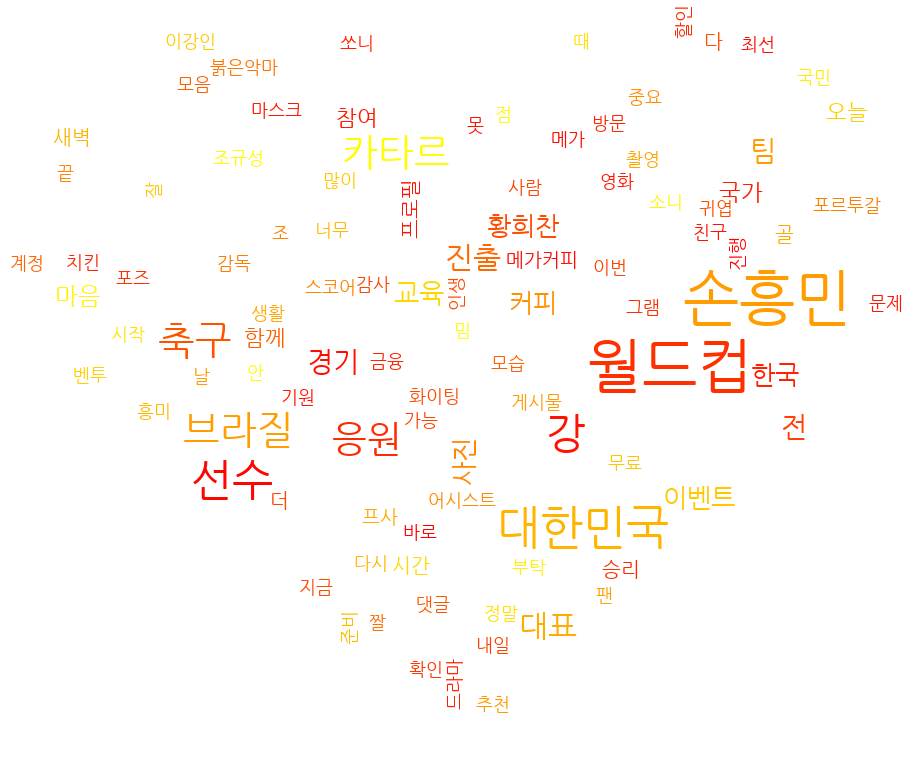 할인
이강인
쏘니
때
다
최선
붉은악마
모음
국민
중요
마스크
참여
점
못
방문
오늘
새벽
메가
카타르
팀
조규성
촬영
끝
많이
사람
영화
잘
프로필
국가
소니
귀엽
포르투갈
황희찬
조
너무
친구
골
진행
계정
치킨
감독
진출
메가커피
이번
포즈
스코어
감사
인생
교육
마음
생활
커피
그램
손흥민
문제
시작
축구
함께
믿
경기
금융
모습
월드컵
한국
벤투
날
안
기원
화이팅
게시물
흥미
가능
브라질
응원
강
전
사진
무료
선수
더
어시스트
이벤트
프사
바로
대한민국
다시
시간
부탁
승리
지금
팬
댓글
정말
준비
짤
대표
내일
확인
드라마
추천